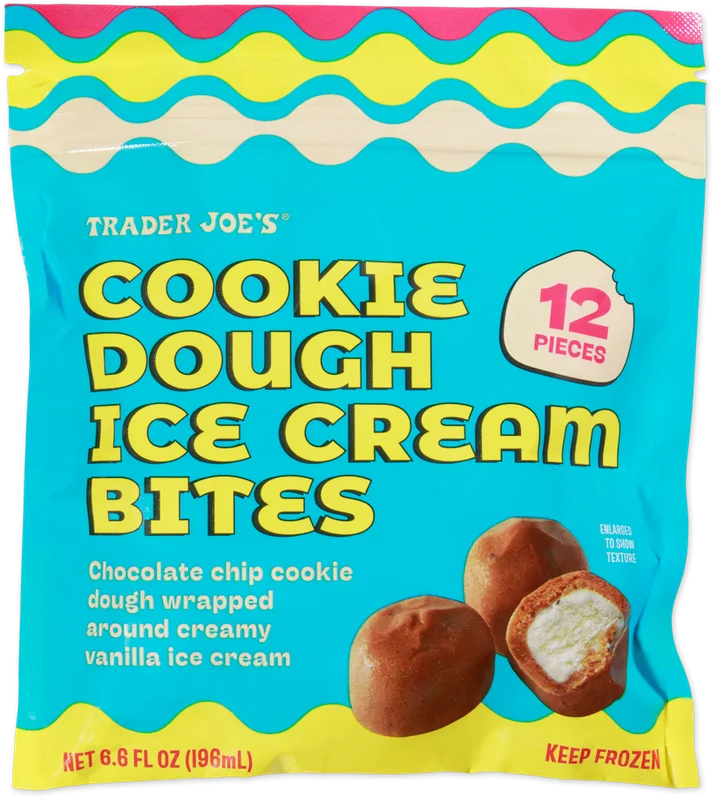 TRADER JOE'S®
COOKIE
DOUGH
ICE CREAM
BITES
12
PIECES
Chocolate chip cookie
dough wrapped
around creamy
vanilla ice cream
ENLARGED
TO SHOW
TEXTURE
NET 6.6 FL OZ (196mL)
KEEP FROZEN